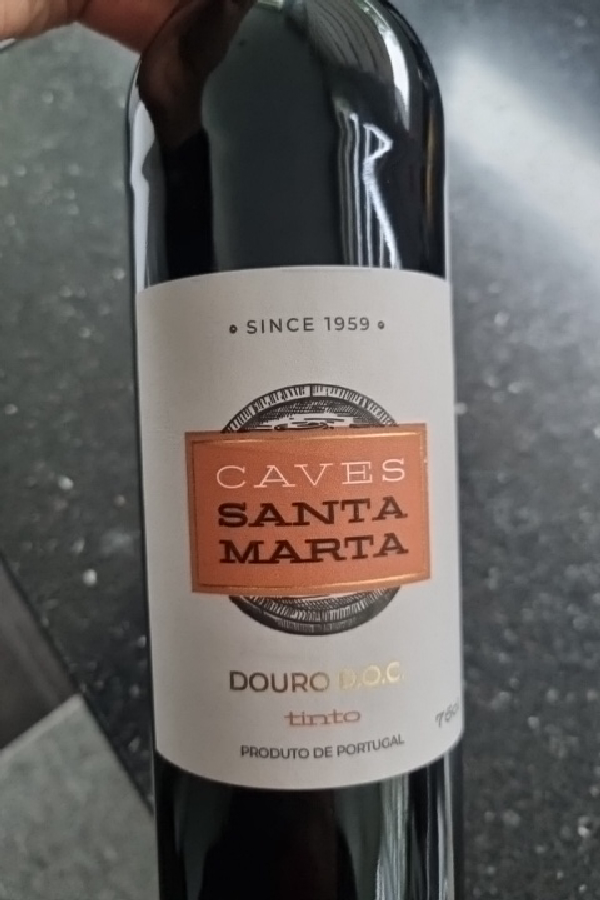 SINCE 1959
CAVES
SANTA
MARTA
DOURO D.O.C.
tinto
PRODUTO DE PORTUGAL